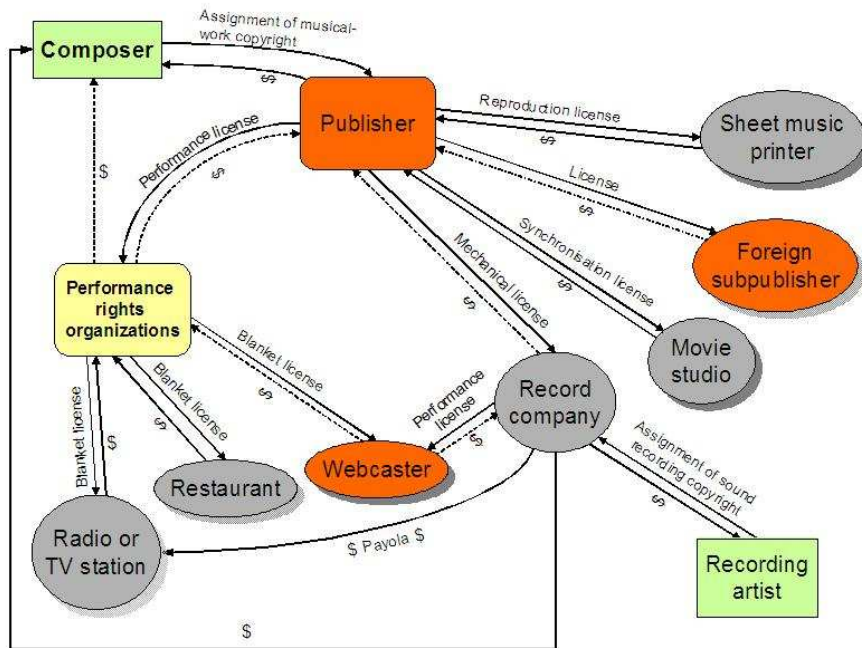 Assignment of musical-
work copyright
Composer
$
Publisher
Reproduction license
$
Sheet music
printer
Performance license
$
$
License
$
Foreign
subpublisher
Synchronisation license
$
Mechanical license
$
Movie
studio
Performance
rights
organizations
Blanket license
$
Performance
license
$
Record
company
Blanket license
$
Blanket license
$
Webcaster
Restaurant
Assignment of sound
recording copyright
$
Radio or
TV station
$ Payola $
Recording
artist
$